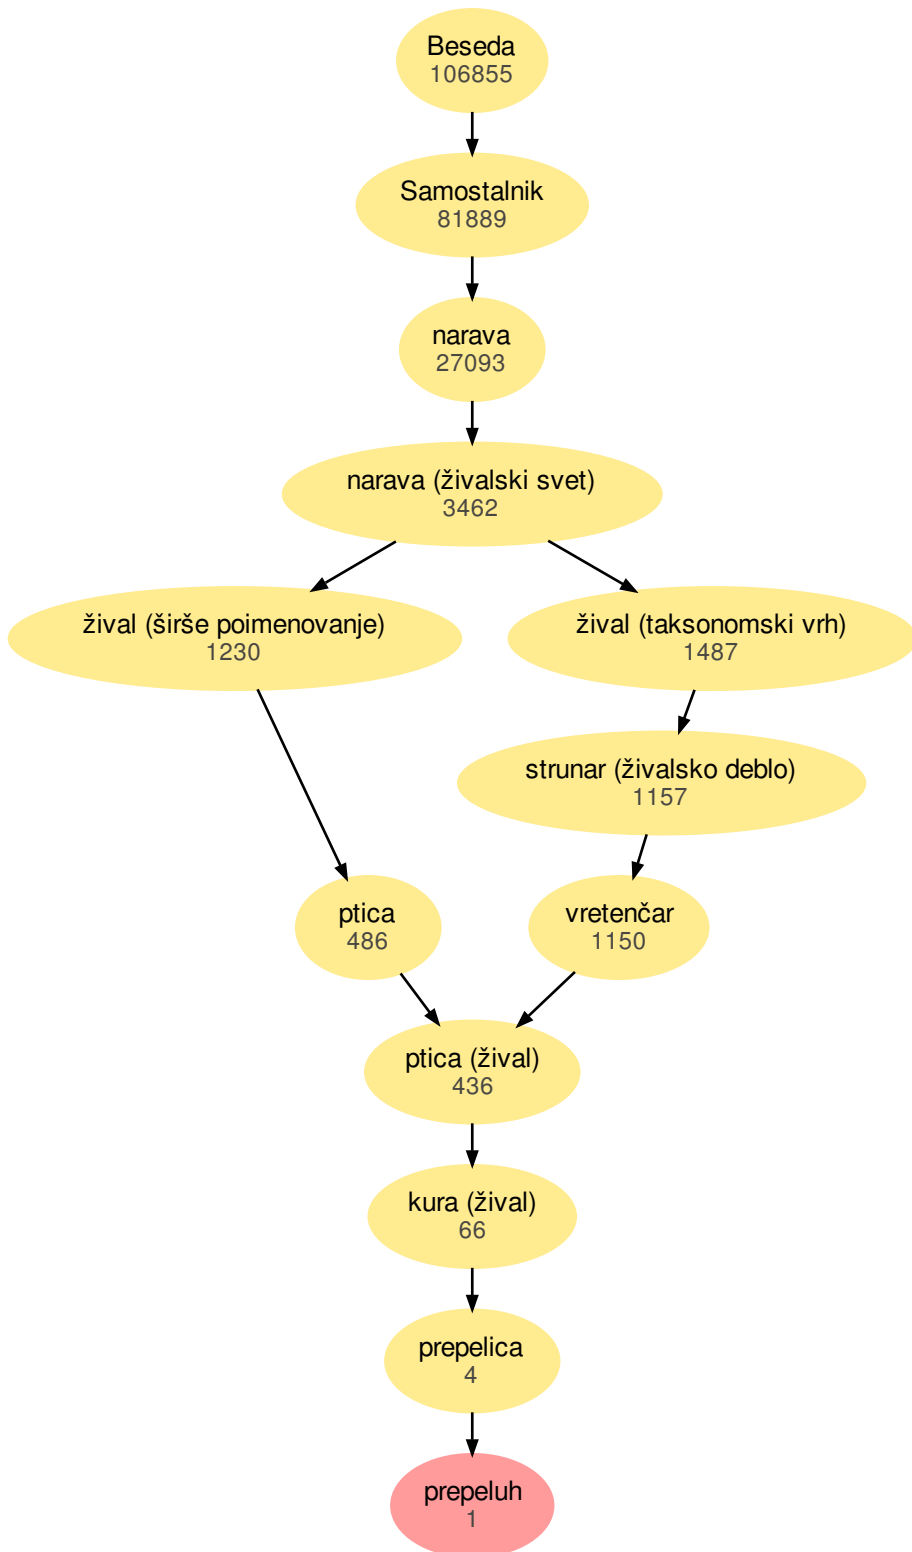 Beseda
106855
Samostalnik
81889
narava
27093
narava (živalski svet)
3462
žival (širše poimenovanje)
1230
žival (taksonomski vrh)
1487
strunar (živalsko deblo)
1157
ptica
486
vretenčar
1150
ptica (žival)
436
kura (žival)
66
prepelica
4
prepeluh
1